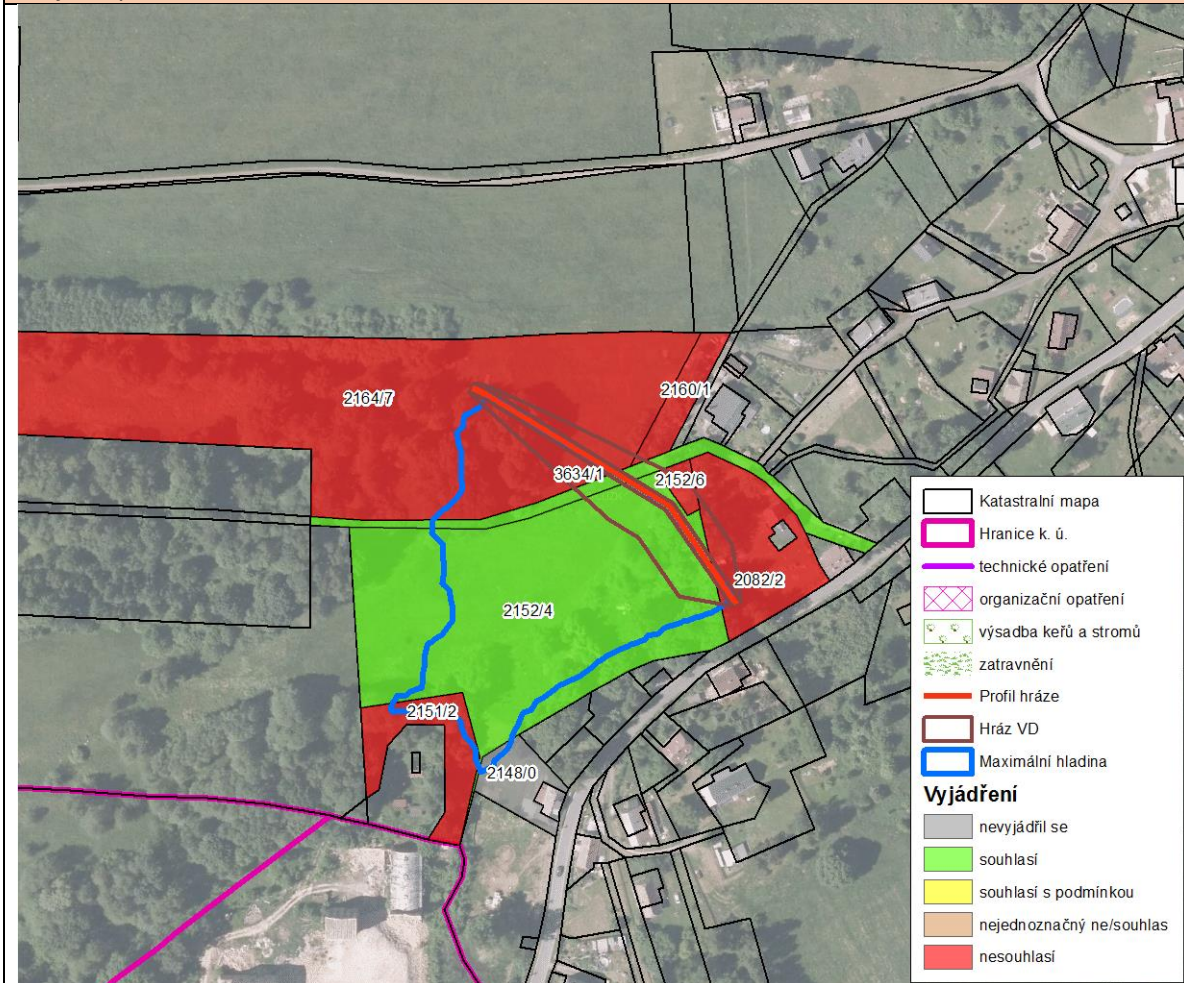 2164/7
2160/1
3634/1
2152/6
2082/2
2152/4
2151/2
2148/0
Katastralní mapa
Hranice k. ú.
technické opatření
organizační opatření
výsadba keřů a stromů
zatravnění
Profil hráze
Hráz VD
Maximální hladina
Vyjádření
nevyjádřil se
souhlasí
souhlasí s podmínkou
nejednoznačný ne/souhlas
nesouhlasí